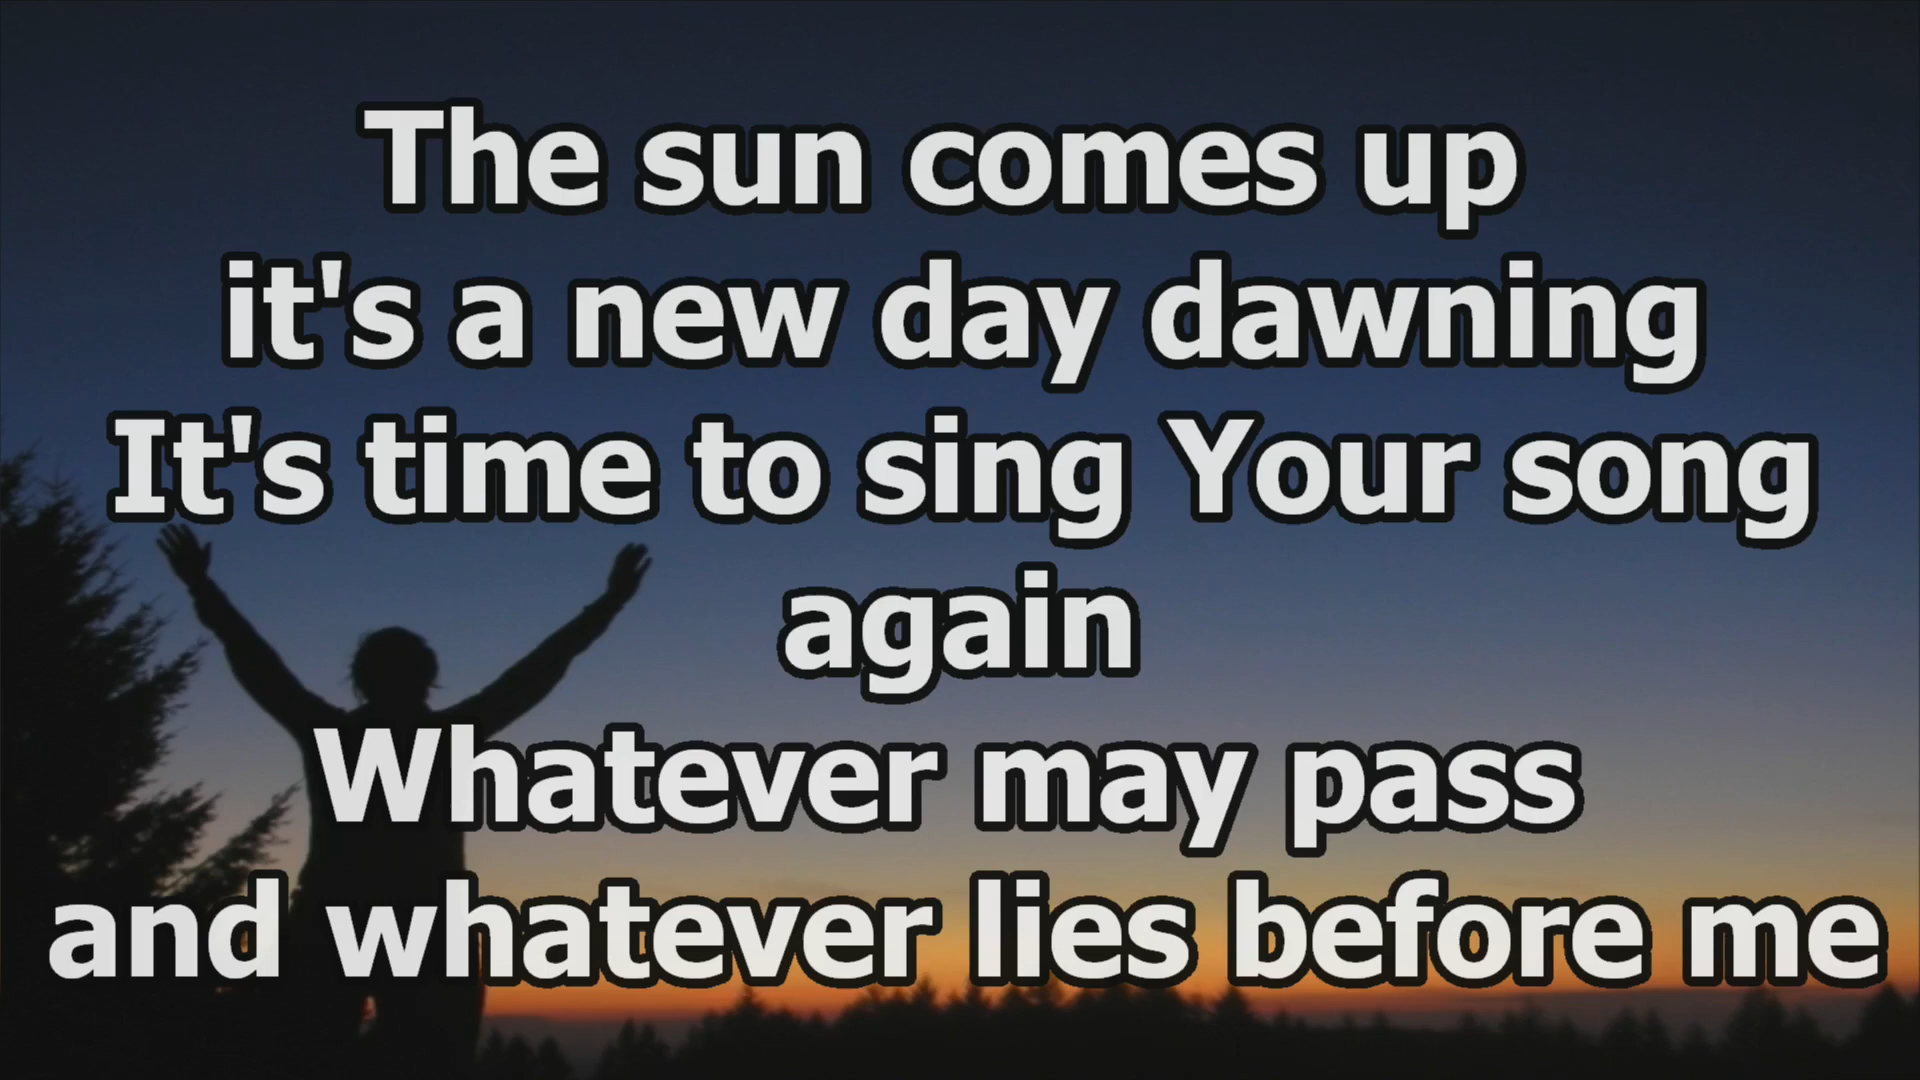 The sun comes up
it's a new day dawning
It's time to sing Your song
again
Whatever may pass
and whatever lies before me